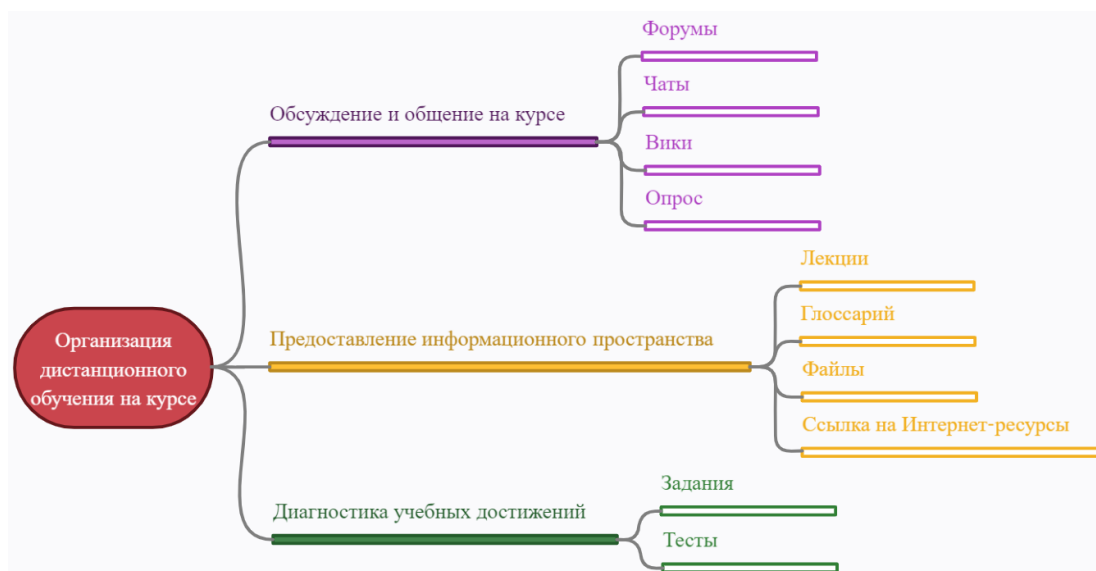 Организация
дистанционного
обучения на курсе
Обсуждение и общение на курсе
Форумы
Чаты
Вики
Опрос
Предоставление информационного пространства
Лекции
Глоссарий
Файлы
Ссылка на Интернет-ресурсы
Диагностика учебных достижений
Задания
Тесты